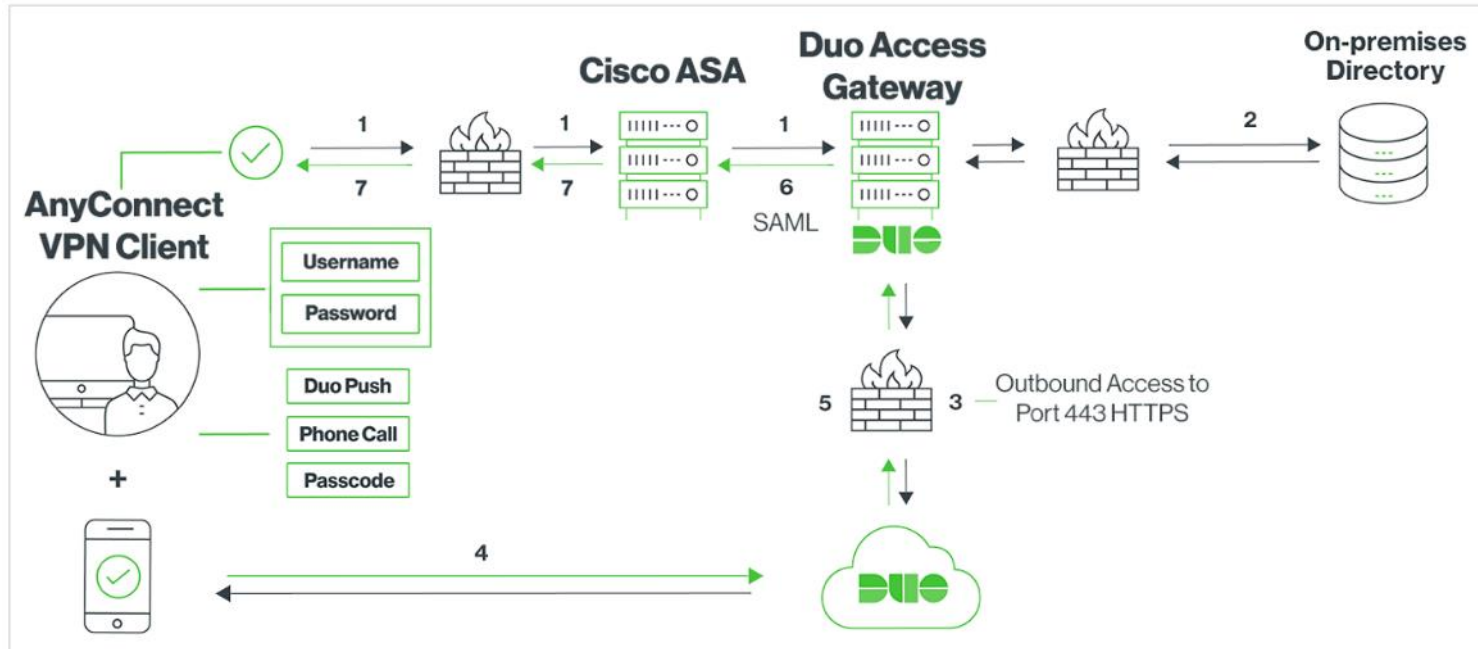 Cisco ASA
Duo Access
Gateway
On-premises
Directory
1
1
1
2
7
7
6
SAML
DUO
AnyConnect
VPN Client
Username
Password
Duo Push
Phone Call
Passcode
5
3
Outbound Access to
Port 443 HTTPS
+
4
DUO